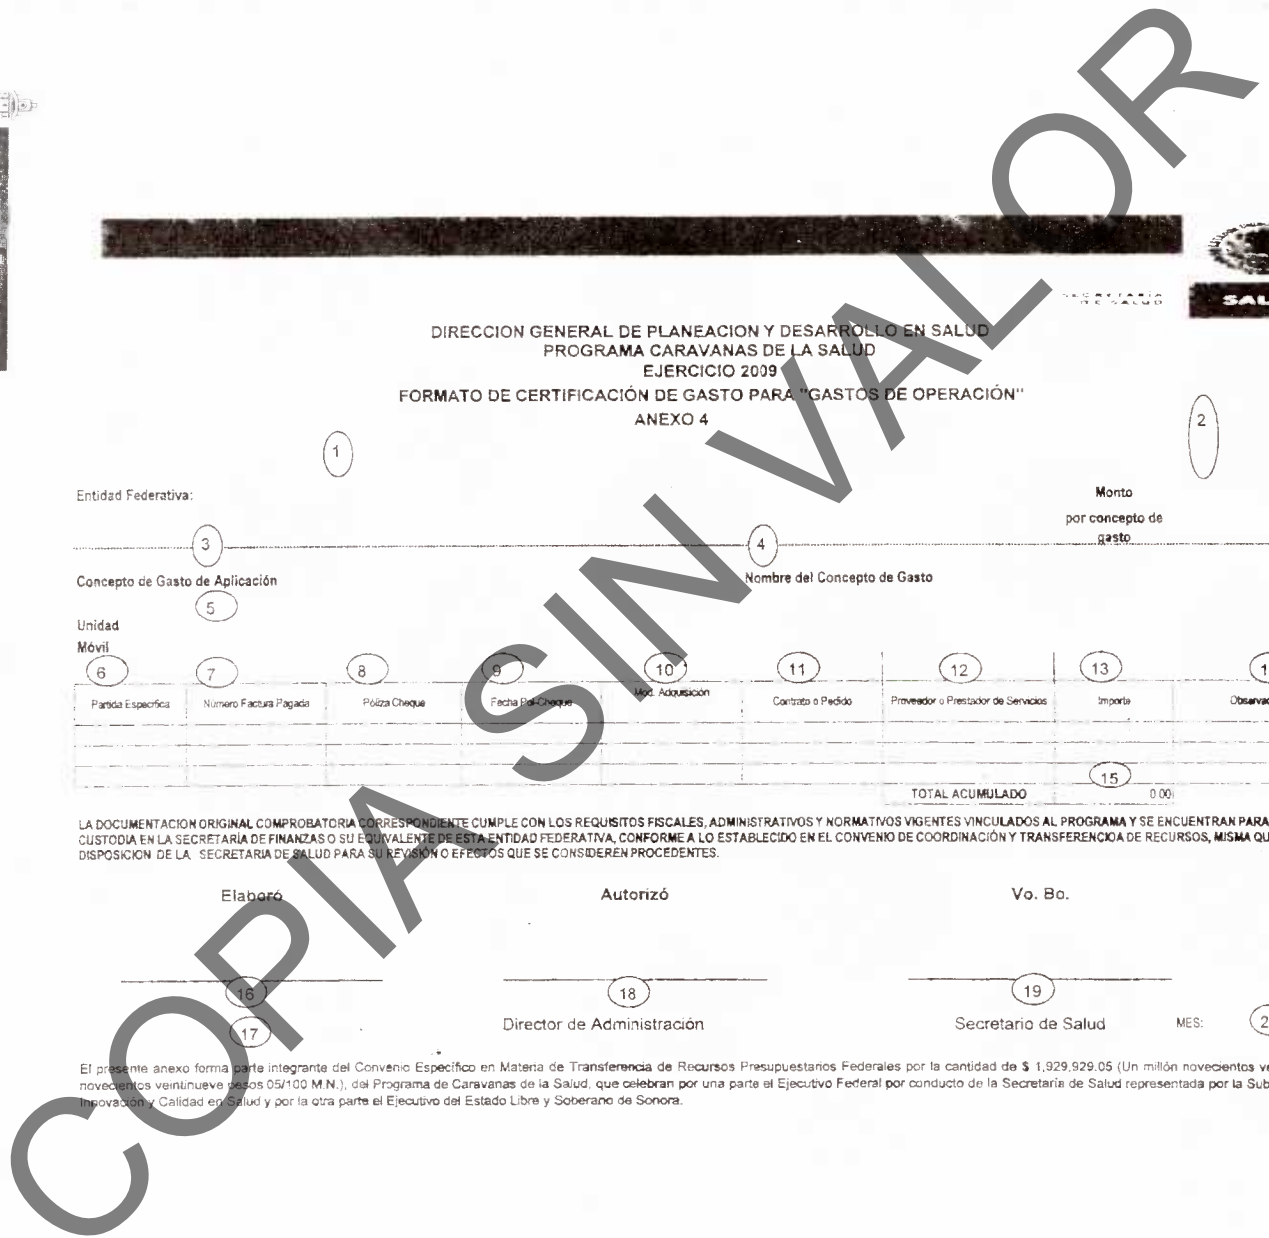 SECRETARÍA
DE SALUD
SAL
DIRECCION GENERAL DE PLANEACION Y DESARROLLO EN SALUD
PROGRAMA CARAVANAS DE LA SALUD
EJERCICIO 2009
FORMATO DE CERTIFICACIÓN DE GASTO PARA "GASTOS DE OPERACIÓN"
ANEXO 4
1
2
Entidad Federativa:
Monto
por concepto de
gasto
3
4
Concepto de Gasto de Aplicación
Nombre del Concepto de Gasto
5
Unidad
Móvil
6 7 8 9 10 11 12 13 1
Partida Específica Número Factura Pagada Póliza Cheque Fecha Pol-Cheque Mod. Adquisición Contrato o Pedido Proveedor o Prestador de Servicios Importe Observac
15
TOTAL ACUMULADO 0.00
LA DOCUMENTACION ORIGINAL COMPROBATORIA CORRESPONDIENTE CUMPLE CON LOS REQUISITOS FISCALES, ADMINISTRATIVOS Y NORMATIVOS VIGENTES VINCULADOS AL PROGRAMA Y SE ENCUENTRAN PARA
CUSTODIA EN LA SECRETARÍA DE FINANZAS O SU EQUIVALENTE DE ESTA ENTIDAD FEDERATIVA, CONFORME A LO ESTABLECIDO EN EL CONVENIO DE COORDINACIÓN Y TRANSFERENCIOA DE RECURSOS, MISMA QU
DISPOSICION DE LA SECRETARIA DE SALUD PARA SU REVISIÓN O EFECTOS QUE SE CONSIDEREN PROCEDENTES.
Elaboró Autorizó Vo. Bo.
16 18 19
17 Director de Administración Secretario de Salud MES: 2
El presente anexo forma parte integrante del Convenio Específico en Materia de Transferencia de Recursos Presupuestarios Federales por la cantidad de $ 1,929,929.05 (Un millón novecientos ve
novecientos veintinueve pesos 05/100 M.N.), del Programa de Caravanas de la Salud, que celebran por una parte el Ejecutivo Federal por conducto de la Secretaría de Salud representada por la Sub
Innovación y Calidad en Salud y por la otra parte el Ejecutivo del Estado Libre y Soberano de Sonora.
COPIA SIN VALOR